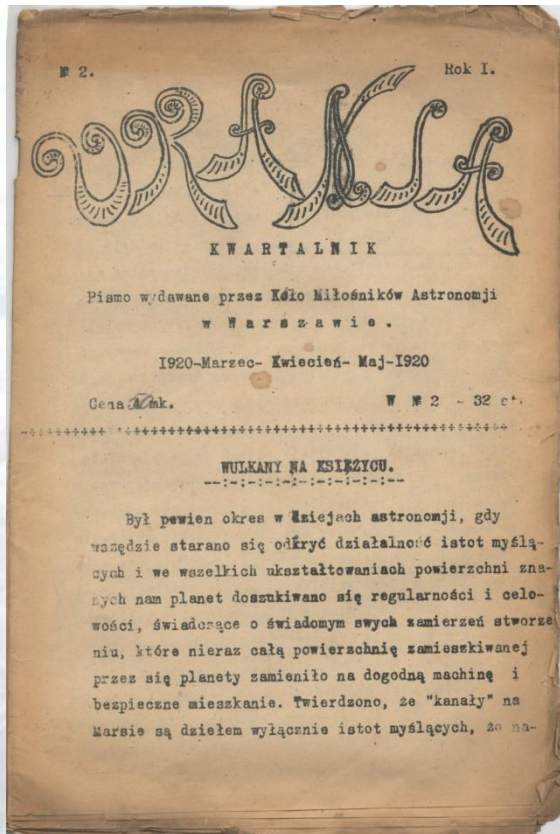 № 2. Rok I.
URANJA
KWARTALNIK
Pismo wydawane przez Koło Miłośników Astronomji
w Warszawie.
1920-Marzec- Kwiecień- Maj-1920
Cena mk. W № 2 - 32 st.
WULKANY NA KSIĘŻYCU.
Był pewien okres w dziejach astronomji, gdy
wszędzie starano się odkryć działalność istot myślą-
cych i we wszelkich ukształtowaniach powierzchni zna-
nych nam planet doszukiwano się regularności i celo-
wości, świadczące o świadomym swych zamierzeń stworze
niu, które nieraz całą powierzchnię zamieszkiwanej
przez się planety zamieniło na dogodną machinę i
bezpieczne mieszkanie. Twierdzono, że "kanały" na
Marsie są dziełem wyłącznie istot myślących, że na-